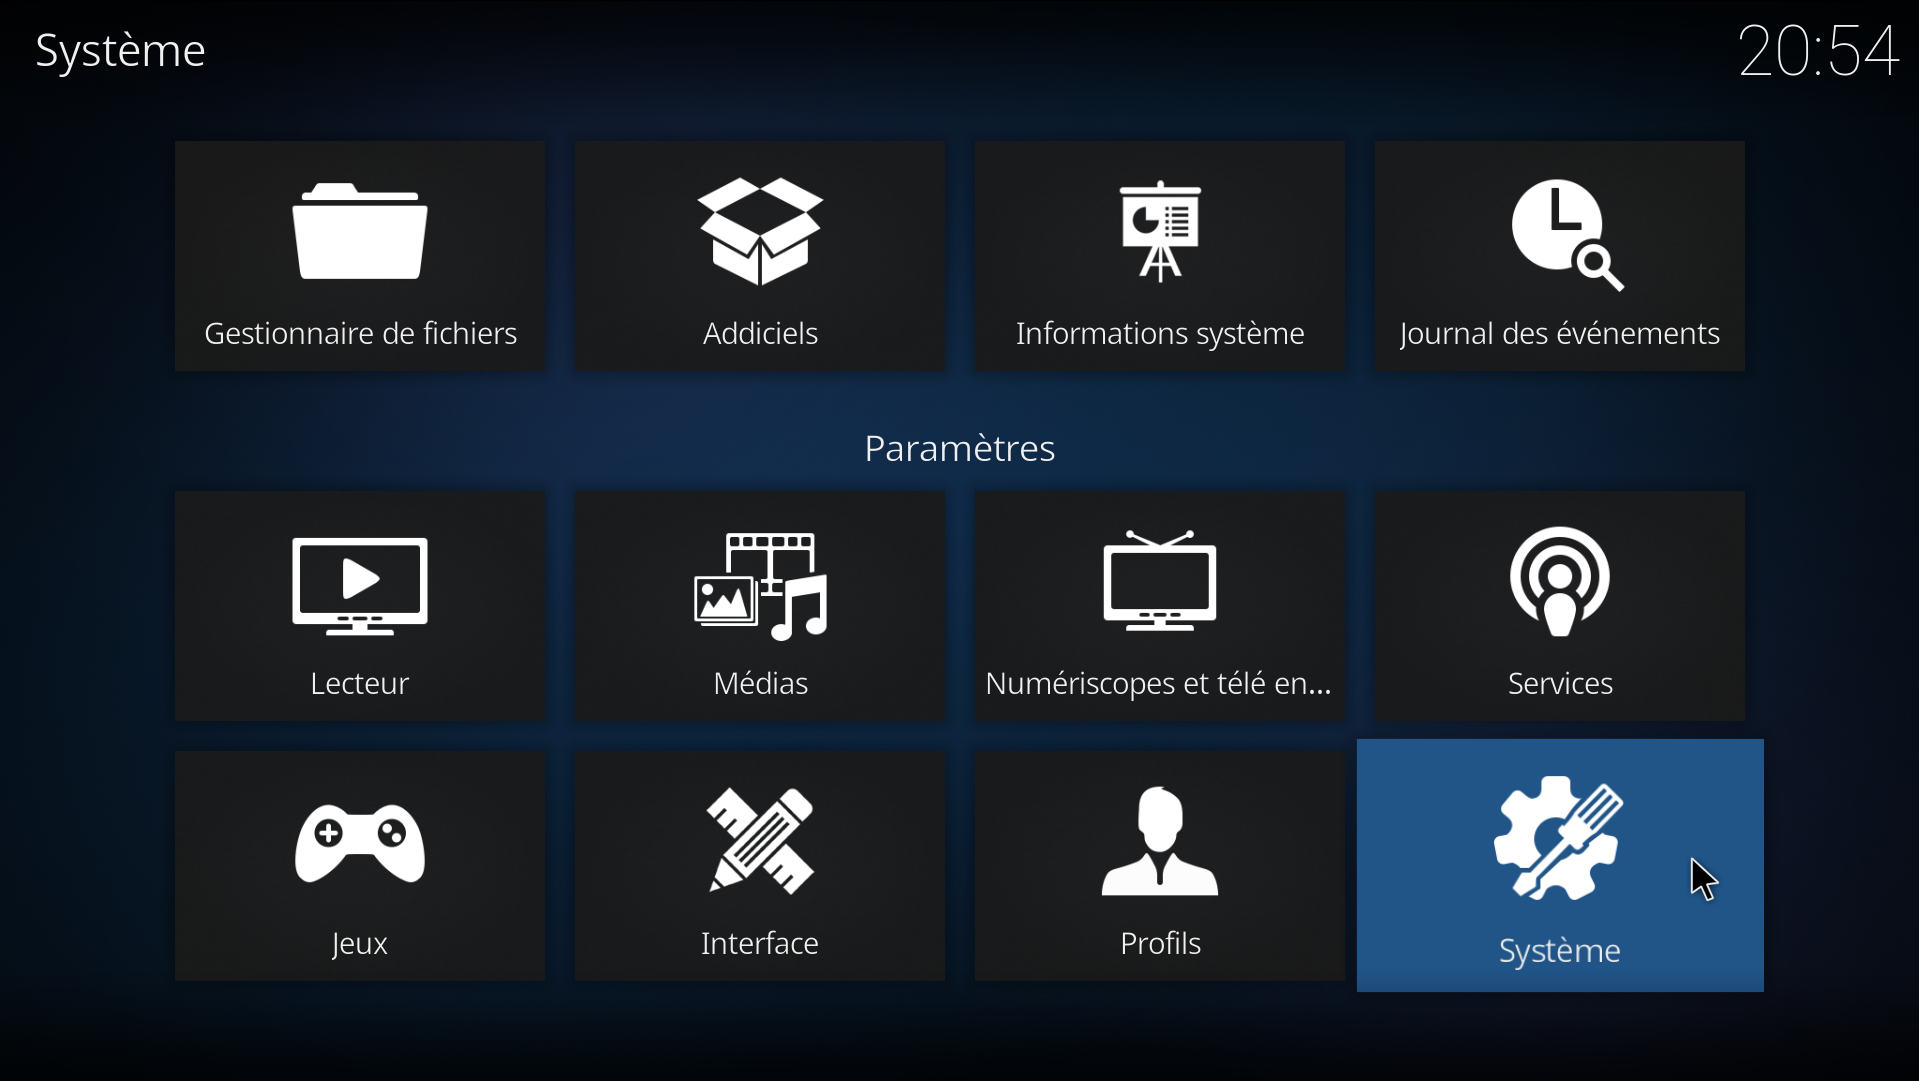 Système
20:54
Gestionnaire de fichiers
Addiciels
Informations système
Journal des événements
Paramètres
Lecteur
Médias
Numériscopes et télé en...
Services
Jeux
Interface
Profils
Système